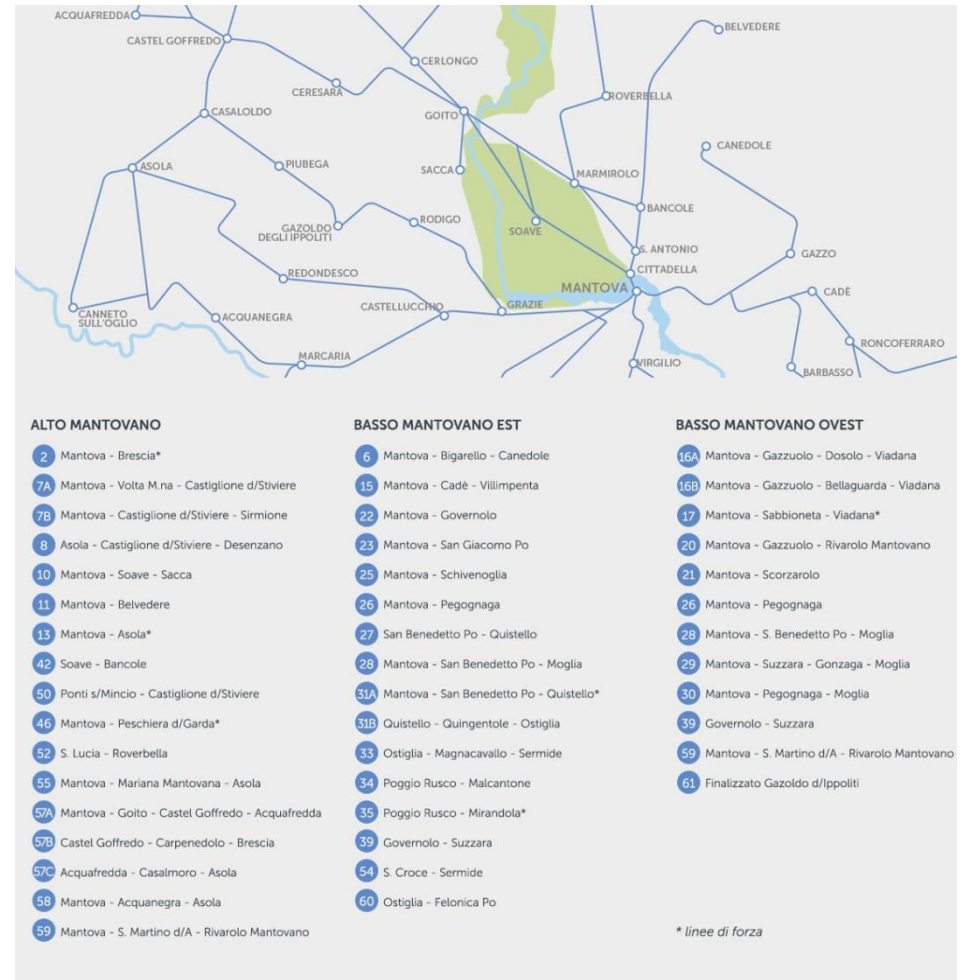 ACQUAFREDDA
BELVEDERE
CASTEL GOFFREDO
CERLONGO
CERESARA
ROVERBELLA
CASALOLDO
GOITO
CANEDOLE
ASOLA
PIUBEGA
SACCA
MARMIROLO
BANCOLE
GAZOLDO
DEGLI IPPOLITI
RODIGO
SOAVE
S. ANTONIO
GAZZO
REDONDESCO
CITTADELLA
MANTOVA
CADÈ
CANNETO
SULL'OGLIO
ACQUANEGRA
CASTELLUCCHIO
GRAZIE
RONCOFERRARO
MARCARIA
VIRGILIO
BARBASSO
ALTO MANTOVANO
2 Mantova - Brescia*
7A Mantova - Volta M.na - Castiglione d/Stiviere
7B Mantova - Castiglione d/Stiviere - Sirmione
8 Asola - Castiglione d/Stiviere - Desenzano
10 Mantova - Soave - Sacca
11 Mantova - Belvedere
13 Mantova - Asola*
42 Soave - Bancole
50 Ponti s/Mincio - Castiglione d/Stiviere
46 Mantova - Peschiera d/Garda*
52 S. Lucia - Roverbella
55 Mantova - Mariana Mantovana - Asola
57A Mantova - Goito - Castel Goffredo - Acquafredda
57B Castel Goffredo - Carpenedolo - Brescia
57C Acquafredda - Casalmoro - Asola
58 Mantova - Acquanegra - Asola
59 Mantova - S. Martino d/A - Rivarolo Mantovano
BASSO MANTOVANO EST
6 Mantova - Bigarello - Canedole
15 Mantova - Cadè - Villimpenta
22 Mantova - Governolo
23 Mantova - San Giacomo Po
25 Mantova - Schivenoglia
26 Mantova - Pegognaga
27 San Benedetto Po - Quistello
28 Mantova - San Benedetto Po - Moglia
31A Mantova - San Benedetto Po - Quistello*
31B Quistello - Quingentole - Ostiglia
33 Ostiglia - Magnacavallo - Sermide
34 Poggio Rusco - Malcantone
35 Poggio Rusco - Mirandola*
39 Governolo - Suzzara
54 S. Croce - Sermide
60 Ostiglia - Felonica Po
BASSO MANTOVANO OVEST
16A Mantova - Gazzuolo - Dosolo - Viadana
16B Mantova - Gazzuolo - Bellaguarda - Viadana
17 Mantova - Sabbioneta - Viadana*
20 Mantova - Gazzuolo - Rivarolo Mantovano
21 Mantova - Scorzarolo
26 Mantova - Pegognaga
28 Mantova - S. Benedetto Po - Moglia
29 Mantova - Suzzara - Gonzaga - Moglia
30 Mantova - Pegognaga - Moglia
39 Governolo - Suzzara
59 Mantova - S. Martino d/A - Rivarolo Mantovano
61 Finalizzato Gazoldo d/Ippoliti
* linee di forza